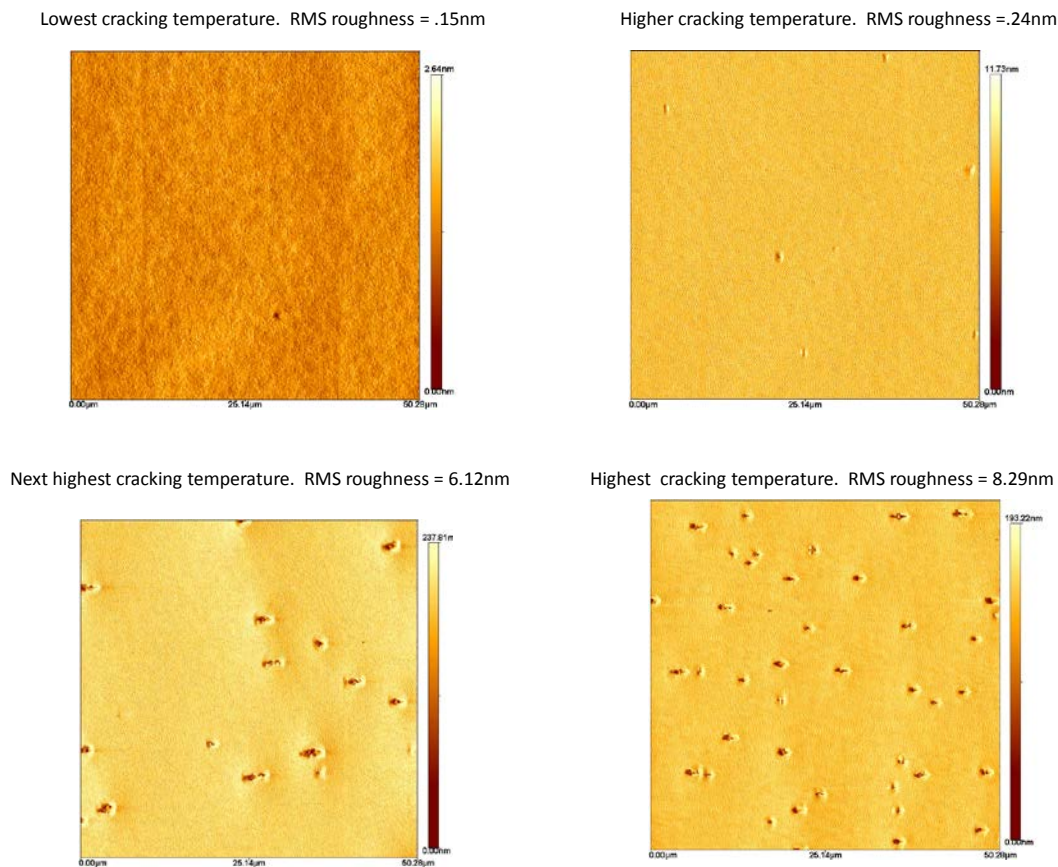 Lowest cracking temperature.  RMS roughness = .15nm
Higher cracking temperature.  RMS roughness =.24nm
2.64nm
0.00nm
0.00µm 25.14µm 50.28µm
11.73nm
0.00nm
0.00µm 25.14µm 50.28µm
Next highest cracking temperature.  RMS roughness = 6.12nm
Highest  cracking temperature.  RMS roughness = 8.29nm
237.81n
0.00nm
0.00µm 25.14µm 50.28µm
193.22nm
0.00nm
0.00µm 25.14µm 50.28µm